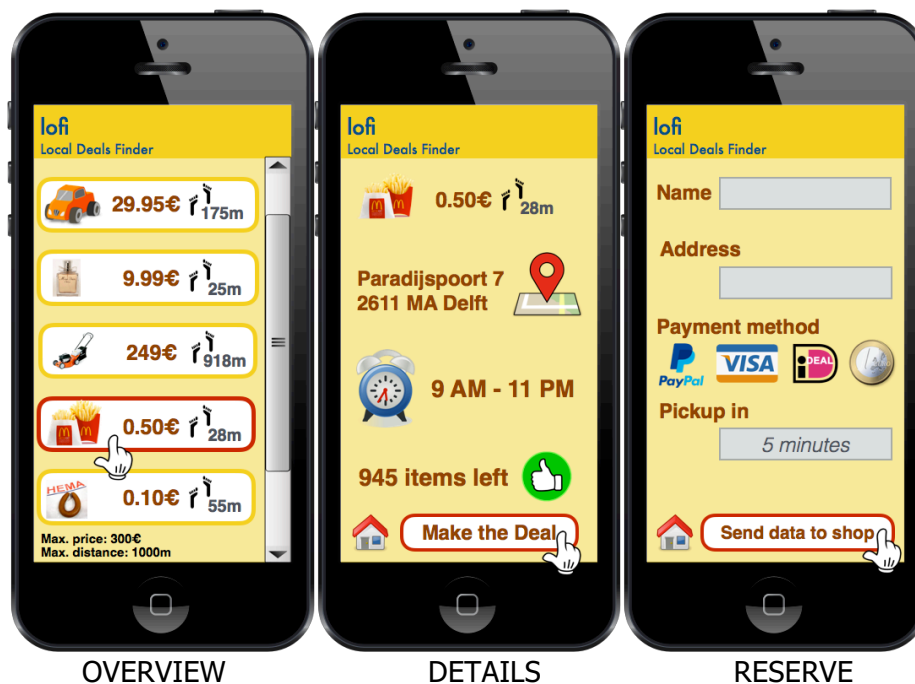 lofi
Local Deals Finder
29.95€ 175m
9.99€ 25m
249€ 918m
0.50€ 28m
HEMA
0.10€ 55m
Max. price: 300€
Max. distance: 1000m
OVERVIEW
lofi
Local Deals Finder
0.50€ 28m
Paradijspoort 7
2611 MA Delft
9 AM - 11 PM
945 items left
Make the Deal
DETAILS
lofi
Local Deals Finder
Name
Address
Payment method
PayPal VISA iDEAL 1
Pickup in
5 minutes
Send data to shop
RESERVE